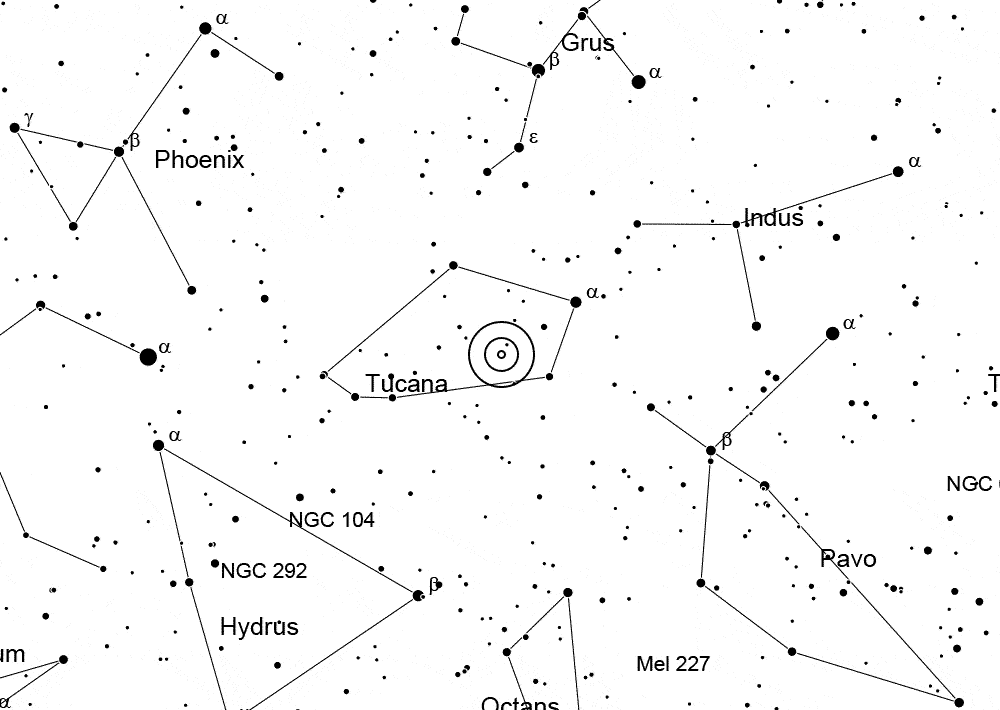 α
Grus
β
α
γ
β
ε
Phoenix
α
Indus
α
α
α
T
Tucana
α
β
NGC
NGC 104
Pavo
NGC 292
β
Hydrus
um
Mel 227
α
Octans